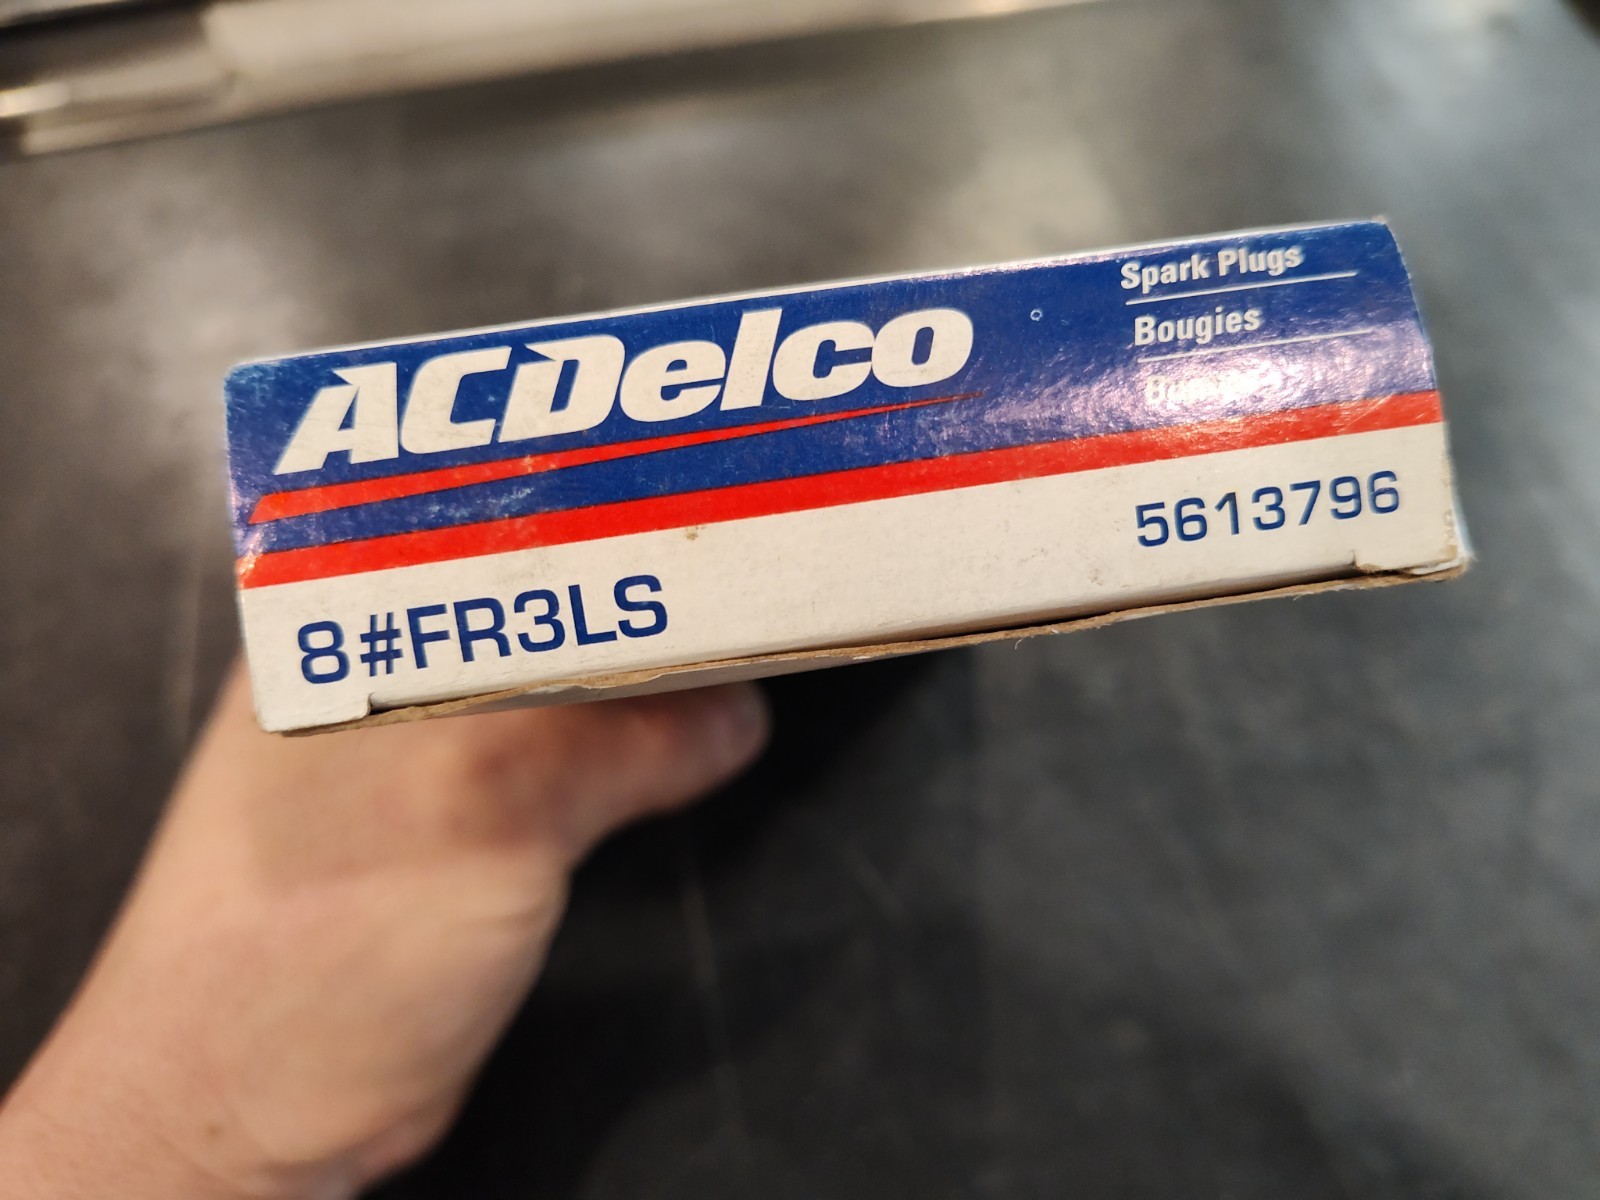 ACDelco
Spark Plugs
Bougies
5613796
8#FR3LS